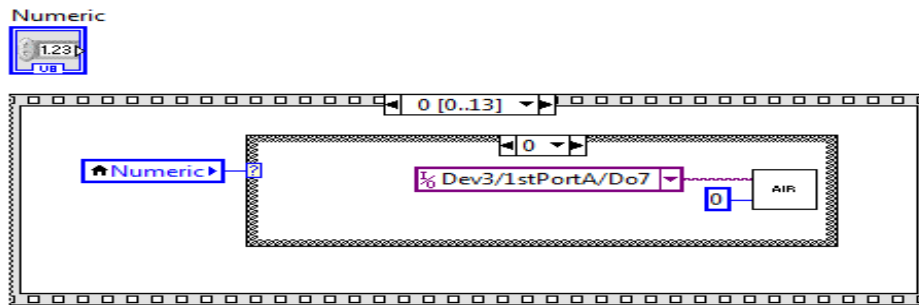 Numeric
1.23
U8
0 [0..13]
0
Numeric
?
I/O Dev3/1stPortA/Do7
0
AIR